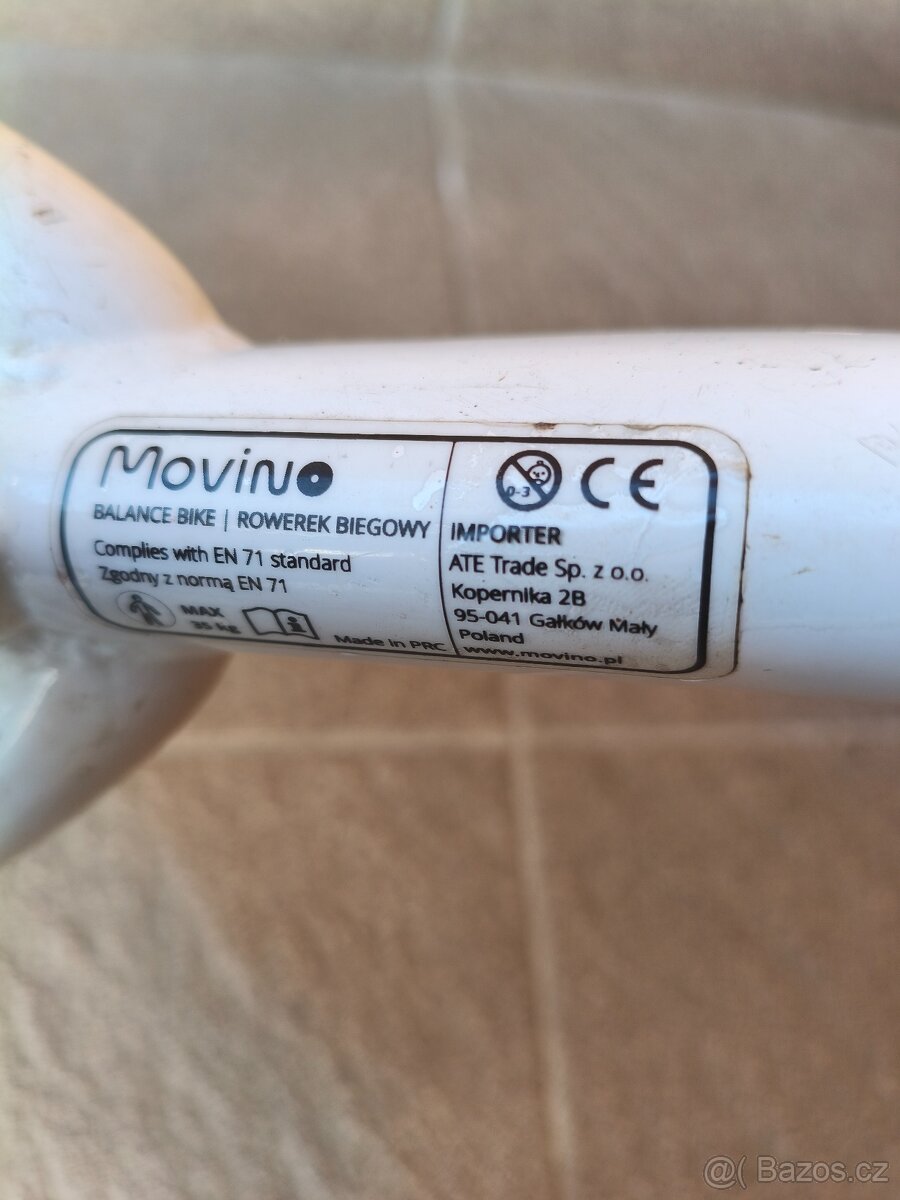 Movino
BALANCE BIKE | ROWEREK BIEGOWY
Complies with EN 71 standard
Zgodny z normą EN 71
MAX
35 kg
Made in PRC
0-3
CE
IMPORTER
ATE Trade Sp. z o.o.
Kopernika 2B
95-041 Gałków Mały
Poland
www.movino.pl
@( Bazos.cz